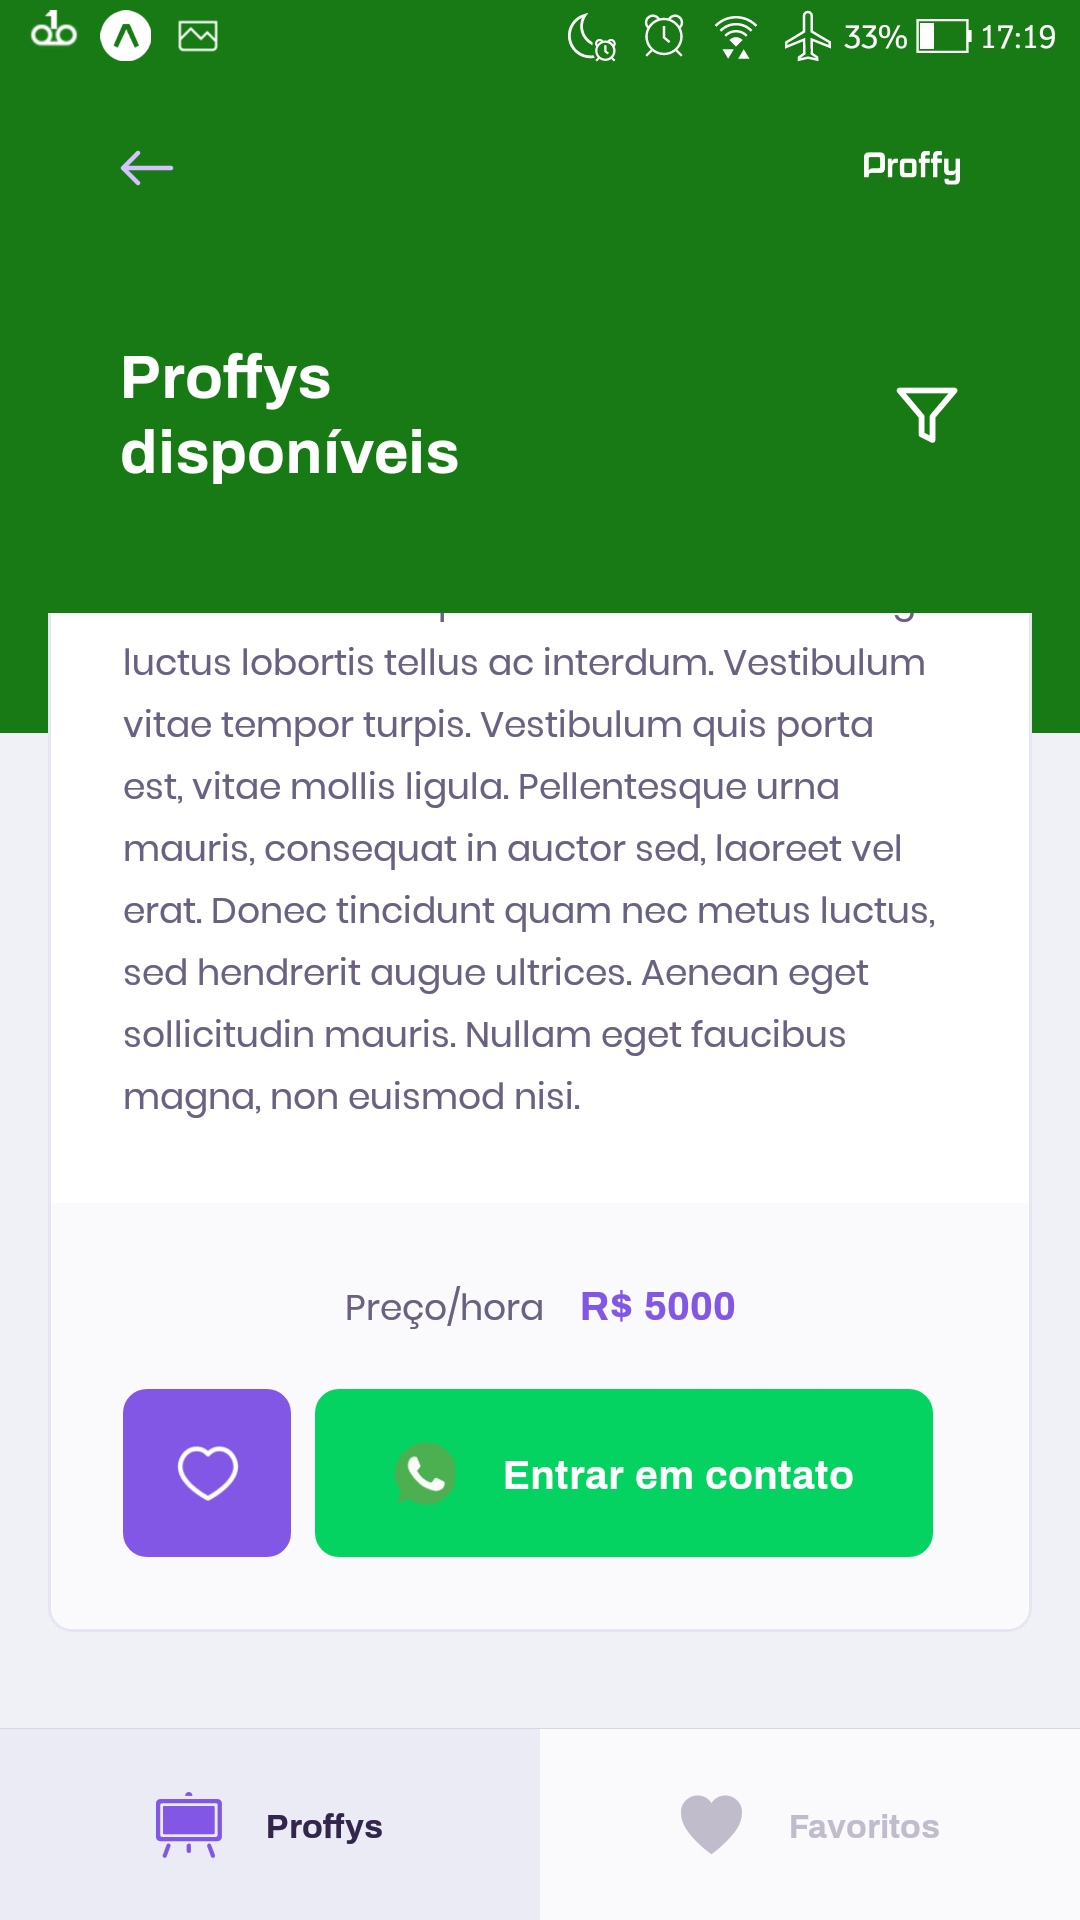 33% 17:19
Proffy
Proffys
disponíveis
luctus lobortis tellus ac interdum. Vestibulum
vitae tempor turpis. Vestibulum quis porta
est, vitae mollis ligula. Pellentesque urna
mauris, consequat in auctor sed, laoreet vel
erat. Donec tincidunt quam nec metus luctus,
sed hendrerit augue ultrices. Aenean eget
sollicitudin mauris. Nullam eget faucibus
magna, non euismod nisi.
Preço/hora R$ 5000
Entrar em contato
Proffys
Favoritos